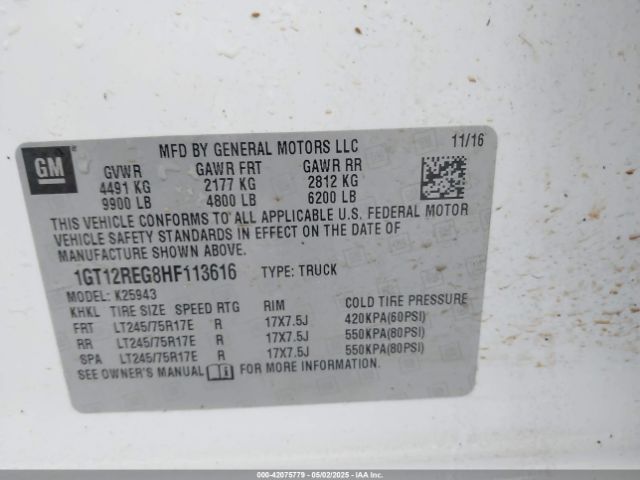 MFD BY GENERAL MOTORS LLC 11/16
GM
GVWR GAWR FRT GAWR RR
4491 KG 2177 KG 2812 KG
9900 LB 4800 LB 6200 LB
THIS VEHICLE CONFORMS TO ALL APPLICABLE U.S. FEDERAL MOTOR
VEHICLE SAFETY STANDARDS IN EFFECT ON THE DATE OF
MANUFACTURE SHOWN ABOVE.
1GT12REG8HF113616 TYPE: TRUCK
MODEL: K25943
KHKL TIRE SIZE SPEED RTG RIM COLD TIRE PRESSURE
FRT LT245/75R17E R 17X7.5J 420KPA(60PSI)
RR LT245/75R17E R 17X7.5J 550KPA(80PSI)
SPA LT245/75R17E R 17X7.5J 550KPA(80PSI)
SEE OWNER'S MANUAL FOR MORE INFORMATION.
000-42075779 - 05/02/2025 - IAAI.COM